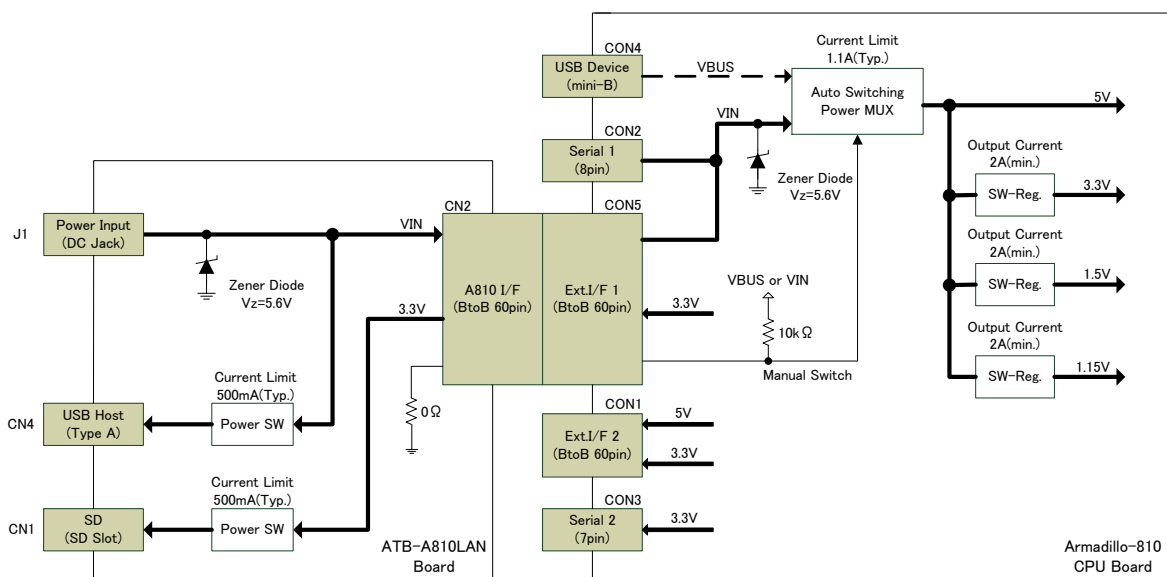 CON4
USB Device
(mini-B)
VBUS
Current Limit
1.1A(Typ.)
Auto Switching
Power MUX
5V
CON2
Serial 1
(8pin)
VIN
Zener Diode
Vz=5.6V
Output Current
2A(min.)
SW-Reg.
3.3V
Output Current
2A(min.)
SW-Reg.
1.5V
Output Current
2A(min.)
SW-Reg.
1.15V
J1
Power Input
(DC Jack)
VIN
Zener Diode
Vz=5.6V
CN2
A810 I/F
(BtoB 60pin)
CON5
Ext.I/F 1
(BtoB 60pin)
3.3V
3.3V
VBUS or VIN
10kΩ
Manual Switch
0Ω
CN4
USB Host
(Type A)
Current Limit
500mA(Typ.)
Power SW
CN1
SD
(SD Slot)
Current Limit
500mA(Typ.)
Power SW
CON1
Ext.I/F 2
(BtoB 60pin)
5V
3.3V
CON3
Serial 2
(7pin)
3.3V
ATB-A810LAN
Board
Armadillo-810
CPU Board